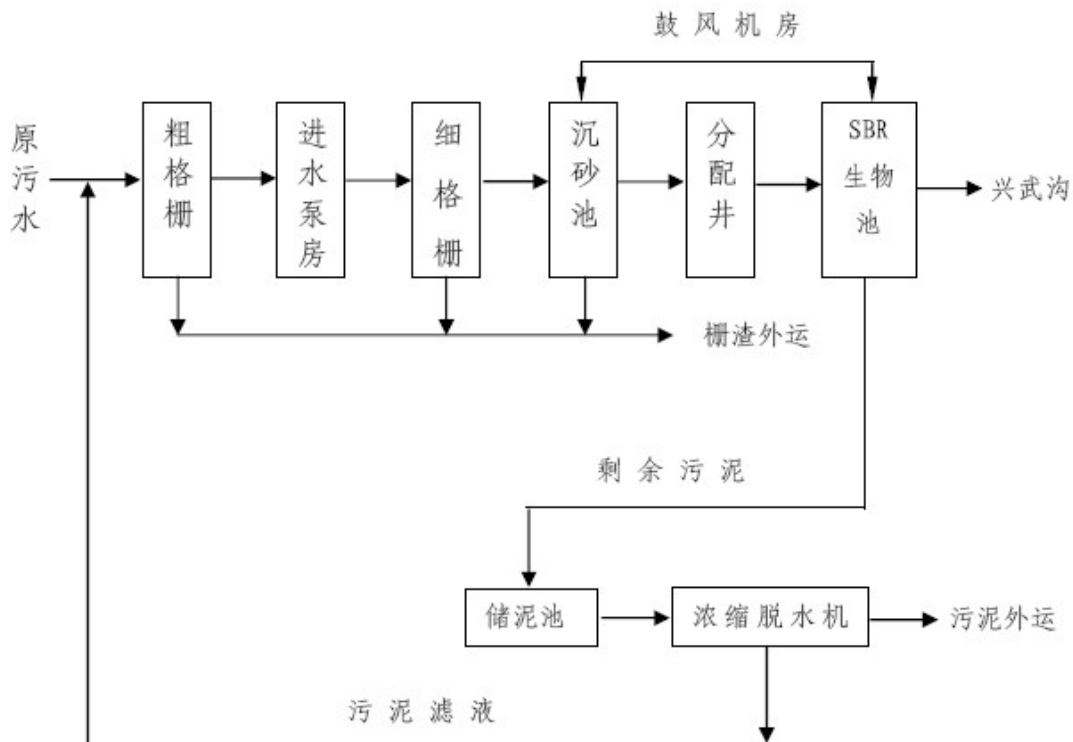 鼓风机房
原污水
粗格栅
进水泵房
细格栅
沉砂池
分配井
SBR
生物
池
兴武沟
栅渣外运
剩余污泥
储泥池
浓缩脱水机
污泥外运
污泥滤液